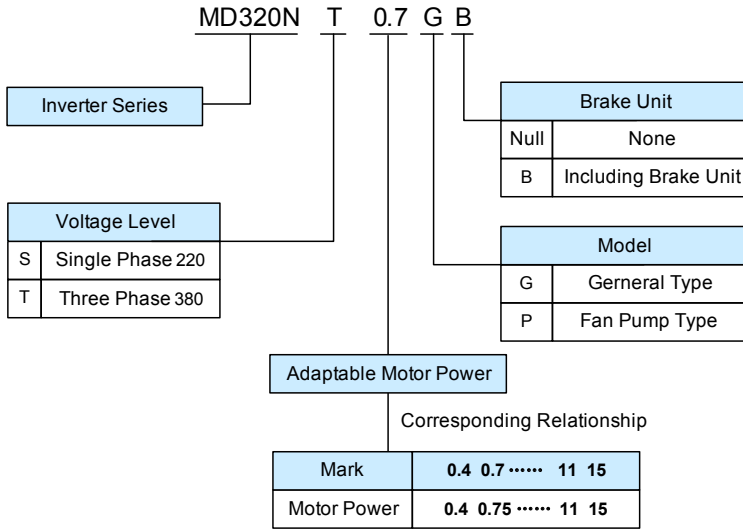 MD320N T 0.7 G B
Inverter Series
Brake Unit
Null None
B Including Brake Unit
Voltage Level
S Single Phase 220
T Three Phase 380
Model
G Gerneral Type
P Fan Pump Type
Adaptable Motor Power
Corresponding Relationship
Mark 0.4 0.7 ······ 11 15
Motor Power 0.4 0.75 ······ 11 15